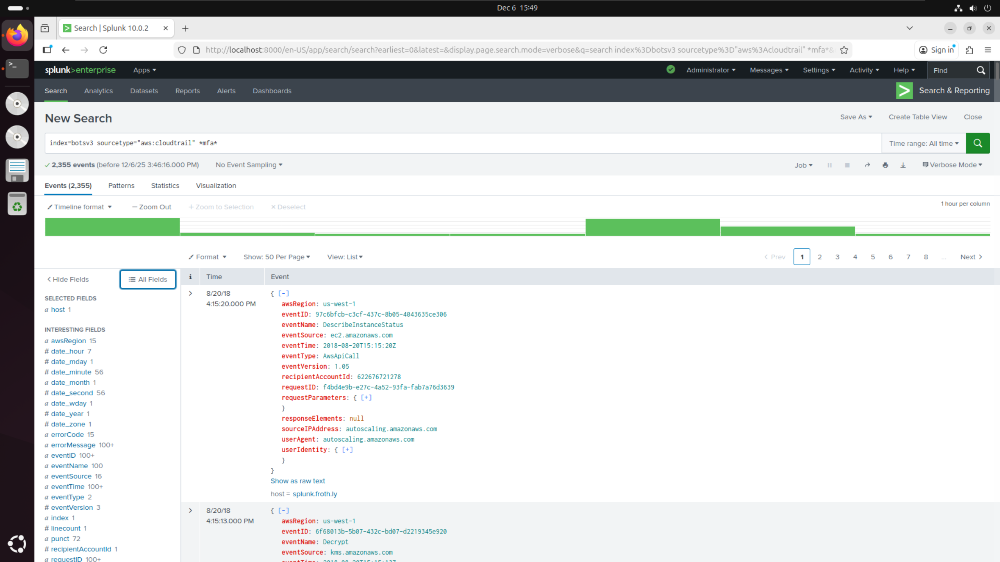 Dec 6 15:49
Search | Splunk 10.0.2
http://localhost:8000/en-US/app/search/search?earliest=0&latest=&display.page.search.mode=verbose&q=search index%3Dbotsv3 sourcetype%3D"aws%3Acloudtrail" *mfa*&
Sign in
splunk>enterprise
Apps
Administrator
Messages
Settings
Activity
Help
Find
Search
Analytics
Datasets
Reports
Alerts
Dashboards
Search & Reporting
New Search
Save As
Create Table View
Close
index=botsv3 sourcetype="aws:cloudtrail" *mfa*
Time range: All time
2,355 events (before 12/6/25 3:46:16.000 PM)
No Event Sampling
Job
Verbose Mode
Events (2,355)
Patterns
Statistics
Visualization
Timeline format
— Zoom Out
+ Zoom to Selection
× Deselect
1 hour per column
Format
Show: 50 Per Page
View: List
< Prev
1
2
3
4
5
6
7
8
...
Next >
< Hide Fields
All Fields
i
Time
Event
SELECTED FIELDS
a host 1
INTERESTING FIELDS
a awsRegion 15
# date_hour 7
# date_mday 1
# date_minute 56
a date_month 1
# date_second 56
a date_wday 1
# date_year 1
# date_zone 1
a errorCode 15
a errorMessage 100+
a eventID 100+
a eventName 100
a eventSource 16
a eventTime 100+
a eventType 2
# eventVersion 3
a index 1
# linecount 1
a punct 72
# recipientAccountId 1
a requestID 100+
8/20/18
4:15:20.000 PM
{ [-]
awsRegion: us-west-1
eventID: 97c6bfcb-c3cf-437c-8b05-4043635ce306
eventName: DescribeInstanceStatus
eventSource: ec2.amazonaws.com
eventTime: 2018-08-20T15:15:20Z
eventType: AwsApiCall
eventVersion: 1.05
recipientAccountId: 622676721278
requestID: f4bd4e9b-e27c-4a52-93fa-fab7a76d3639
requestParameters: { [+]
}
responseElements: null
sourceIPAddress: autoscaling.amazonaws.com
userAgent: autoscaling.amazonaws.com
userIdentity: { [+]
}
}
Show as raw text
host = splunk.froth.ly
8/20/18
4:15:13.000 PM
{ [-]
awsRegion: us-west-1
eventID: 6f68013b-5b07-432c-bd07-d2219345e920
eventName: Decrypt
eventSource: kms.amazonaws.com
eventTime: 2018-08-20T15:15:13Z